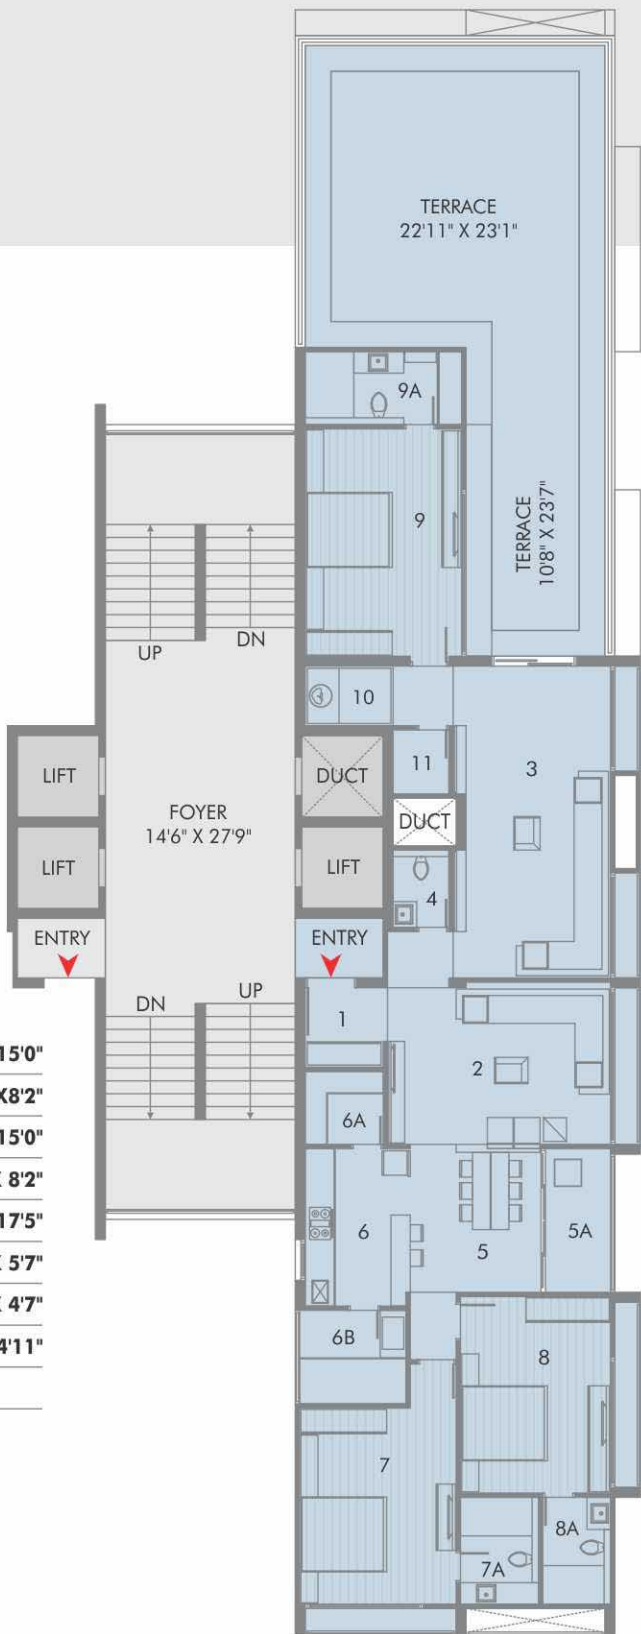 TERRACE
22'11" X 23'1"
9A
9
TERRACE
10'8" X 23'7"
UP
DN
10
LIFT
DUCT
11
3
FOYER
14'6" X 27'9"
DUCT
LIFT
LIFT
4
ENTRY
ENTRY
DN
UP
1
2
15'0"
X8'2"
15'0"
X 8'2"
17'5"
X 5'7"
X 4'7"
4'11"
6A
6
5
5A
6B
8
7
8A
7A